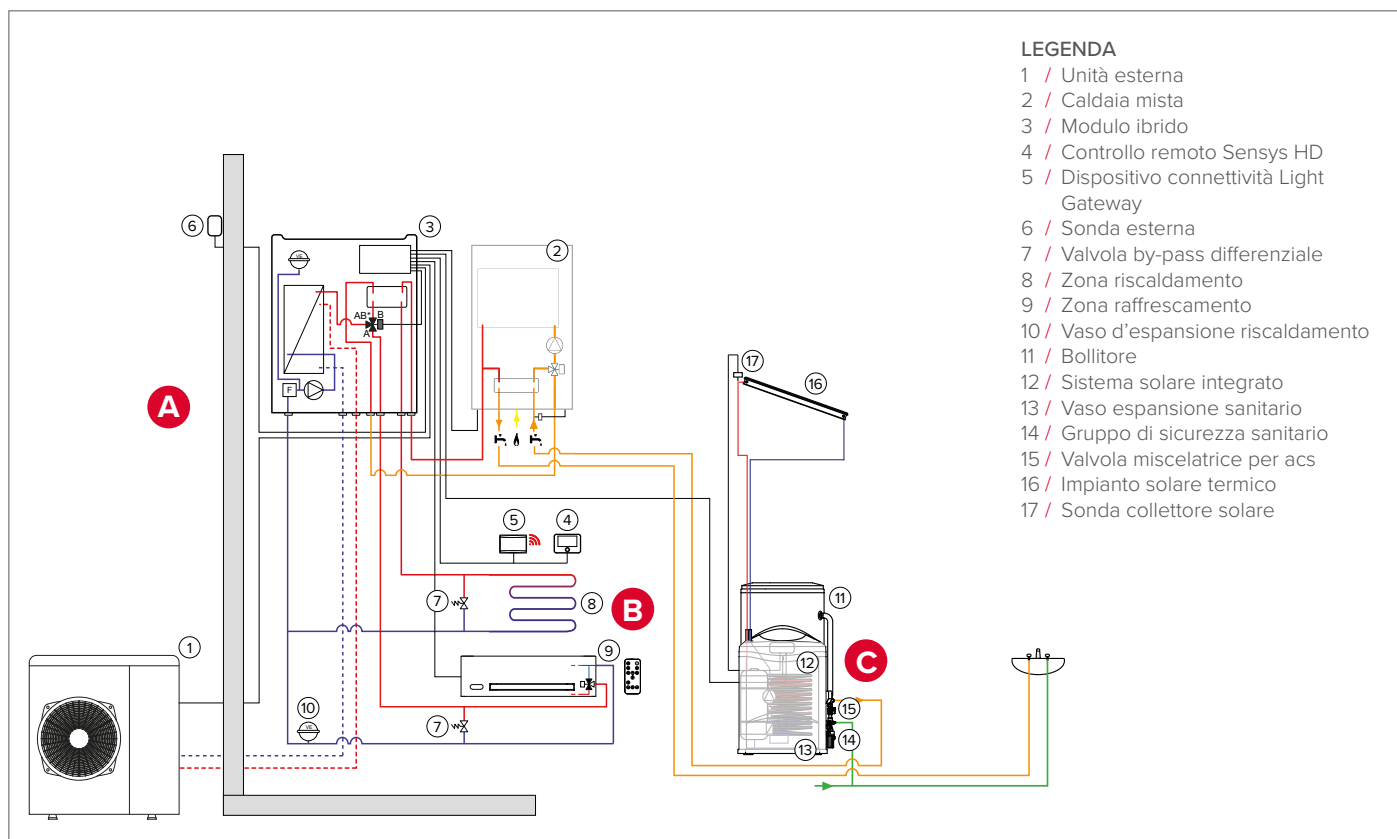 LEGENDA
1 / Unità esterna
2 / Caldaia mista
3 / Modulo ibrido
4 / Controllo remoto Sensys HD
5 / Dispositivo connettività Light
Gateway
6 / Sonda esterna
7 / Valvola by-pass differenziale
8 / Zona riscaldamento
9 / Zona raffrescamento
10 / Vaso d’espansione riscaldamento
11 / Bollitore
12 / Sistema solare integrato
13 / Vaso espansione sanitario
14 / Gruppo di sicurezza sanitario
15 / Valvola miscelatrice per acs
16 / Impianto solare termico
17 / Sonda collettore solare
6
3
2
VE
AB*
B
A
F
A
17
16
5
4
7
8
B
11
1
9
12
C
10
VE
7
15
14
13